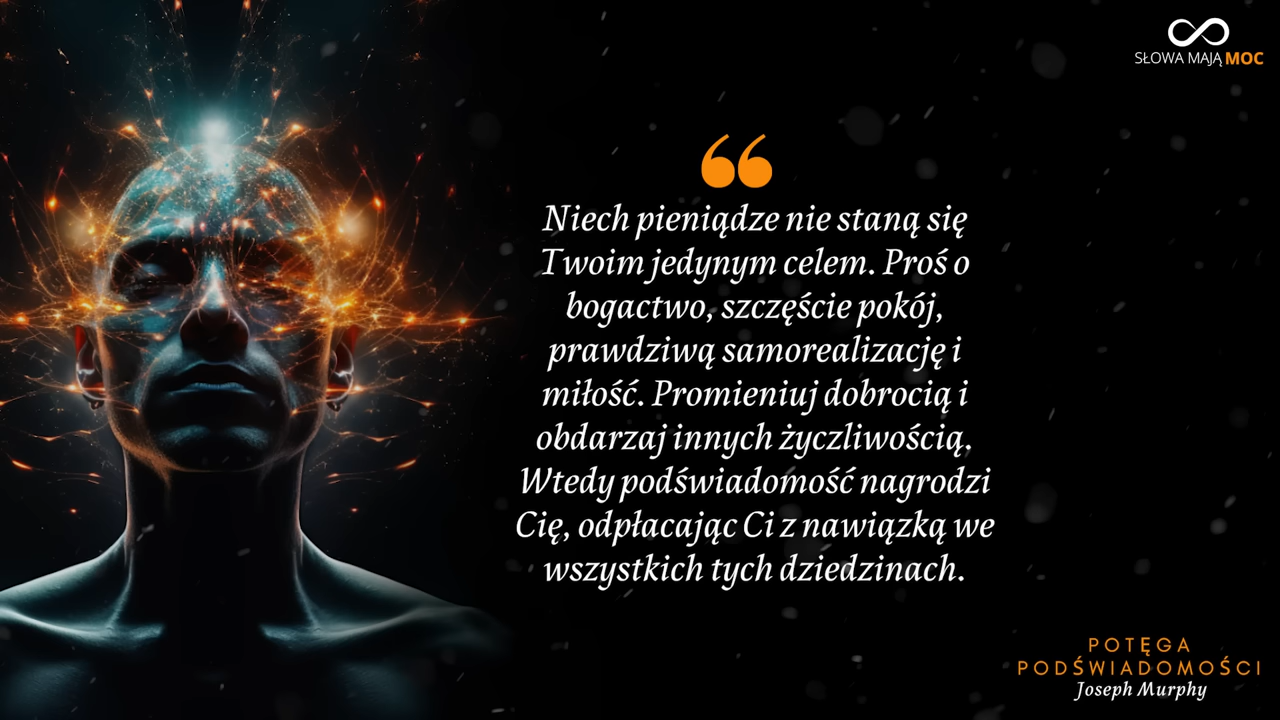 SŁOWA MAJĄ MOC
Niech pieniądze nie staną się
Twoim jedynym celem. Proś o
bogactwo, szczęście pokój,
prawdziwą samorealizację i
miłość. Promieniuj dobrocią i
obdarzaj innych życzliwością.
Wtedy podświadomość nagrodzi
Cię, odpłacając Ci z nawiązką we
wszystkich tych dziedzinach.
POTĘGA
PODŚWIADOMOŚCI
Joseph Murphy